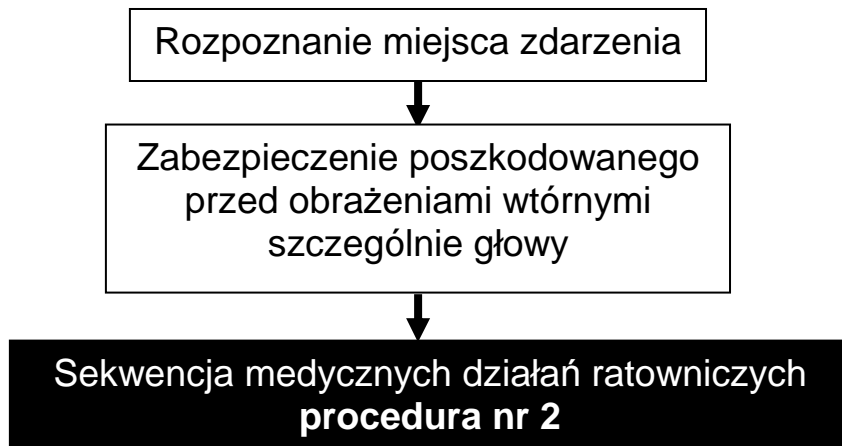 Rozpoznanie miejsca zdarzenia
Zabezpieczenie poszkodowanego
przed obrażeniami wtórnymi
szczególnie głowy
Sekwencja medycznych działań ratowniczych
procedura nr 2